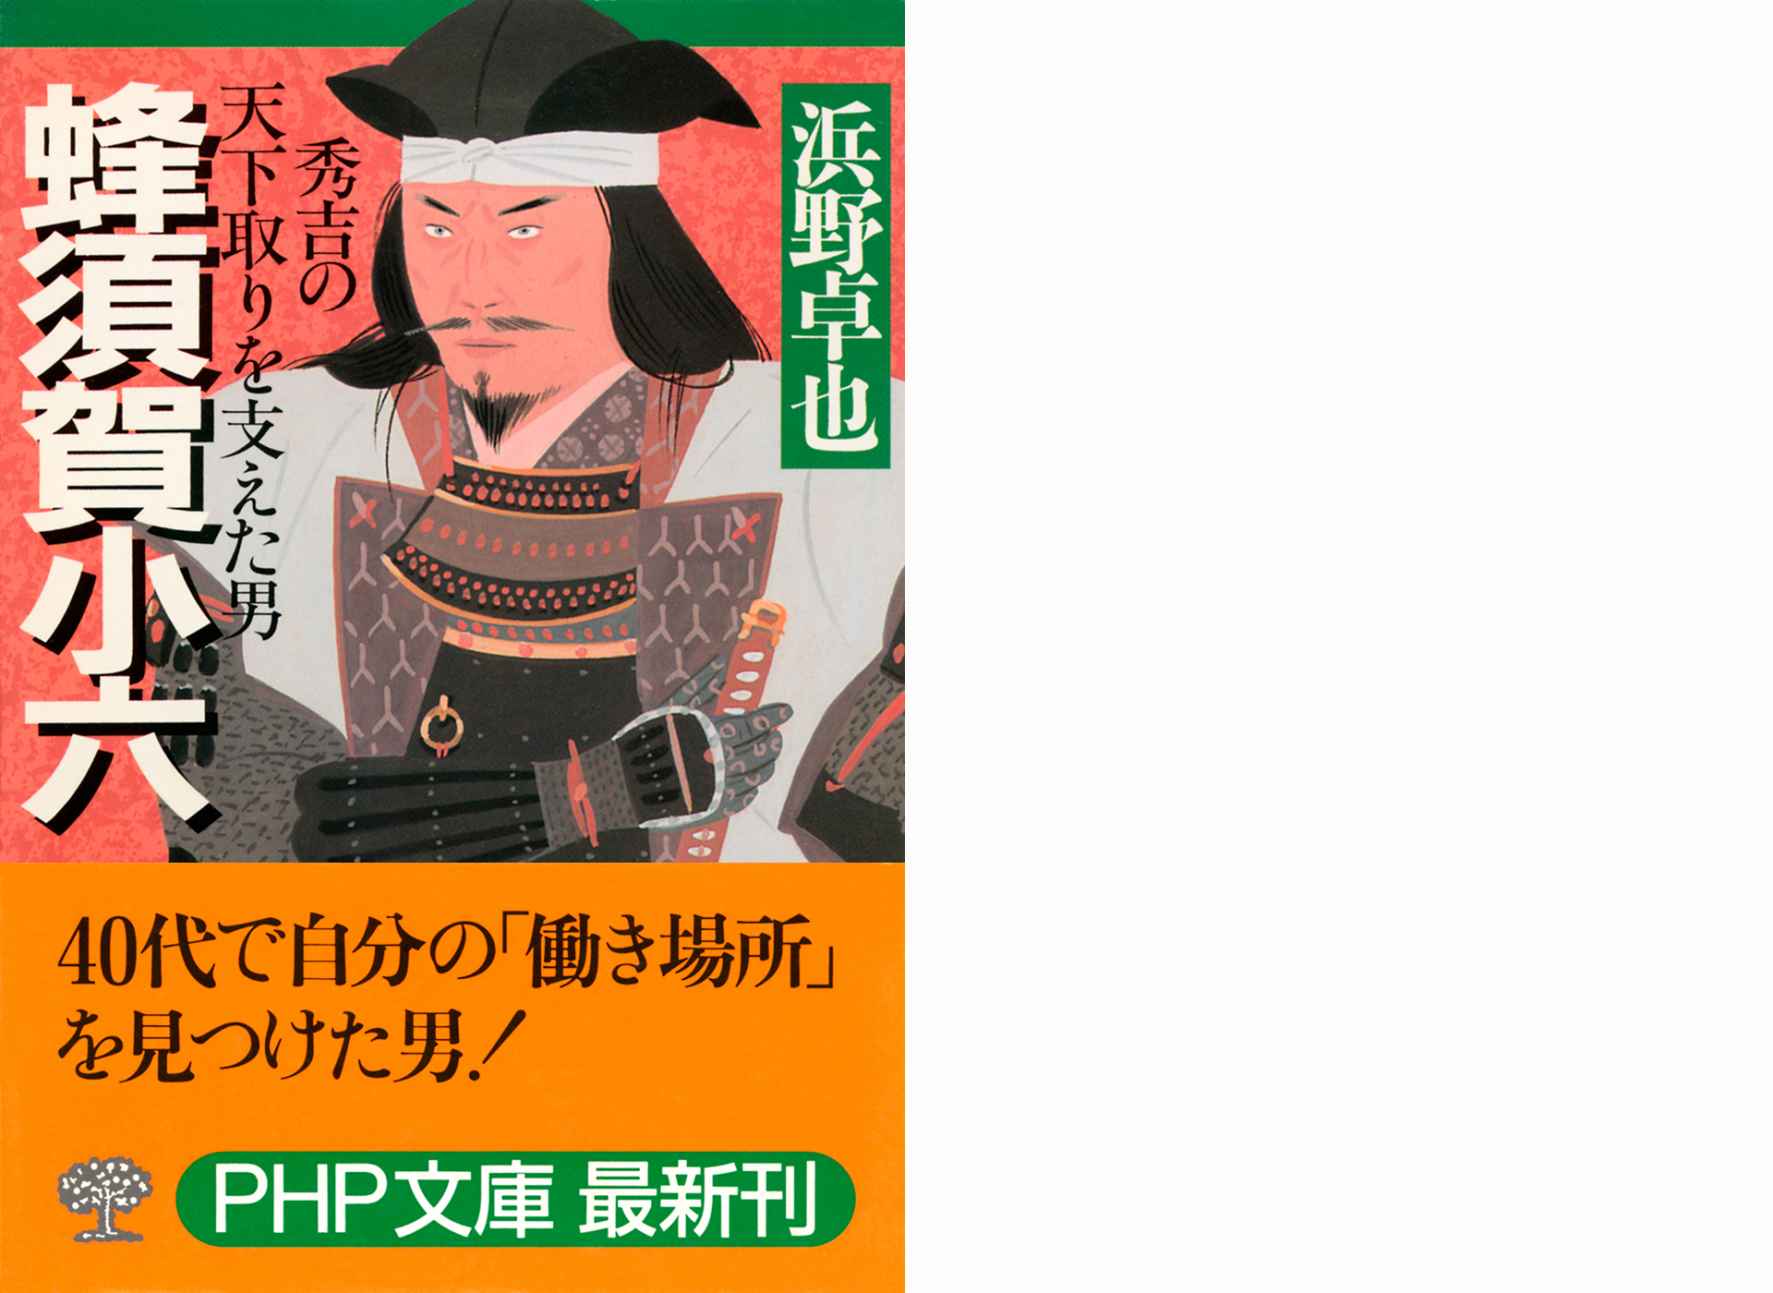 浜野卓也
秀吉の
天下取りを支えた男
蜂須賀小六
40代で自分の「働き場所」
を見つけた男!
PHP文庫 最新刊